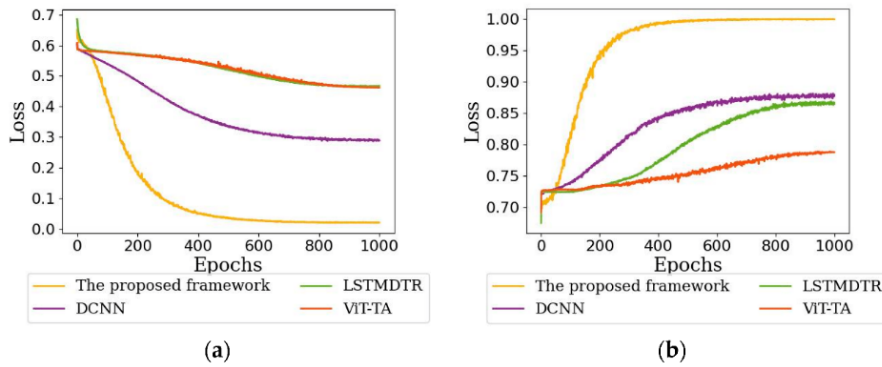 0.7
0.6
0.5
0.4
0.3
0.2
0.1
0.0
Loss
0 200 400 600 800 1000
Epochs
The proposed framework LSTMDTR
DCNN ViT-TA
(a)
1.00
0.95
0.90
0.85
0.80
0.75
0.70
Loss
0 200 400 600 800 1000
Epochs
The proposed framework LSTMDTR
DCNN ViT-TA
(b)